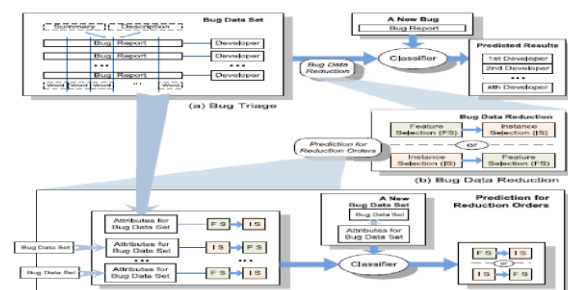 Bug Data Set
Summary Description
Bug Report Developer
Bug Report Developer
... ...
Bug Report Developer
Word Word Word ... Word
(a) Bug Triage
Bug Data
Reduction
A New Bug
Bug Report
Classifier
Predicted Results
1st Developer
2nd Developer
...
Developer
Bug Data Reduction
Feature
Selection (FS)
Instance
Selection (IS)
or
Instance
Selection (IS)
Feature
Selection (FS)
(b) Bug Data Reduction
Prediction for
Reduction Orders
Attributes for
Bug Data Set
FS IS
Bug Data Set
Attributes for
Bug Data Set
IS FS
... ...
Bug Data Set
Attributes for
Bug Data Set
FS IS
A New
Bug Data Set
Bug Data Set
Attributes for
Bug Data Set
Classifier
Prediction for
Reduction Orders
FS IS
or
IS FS